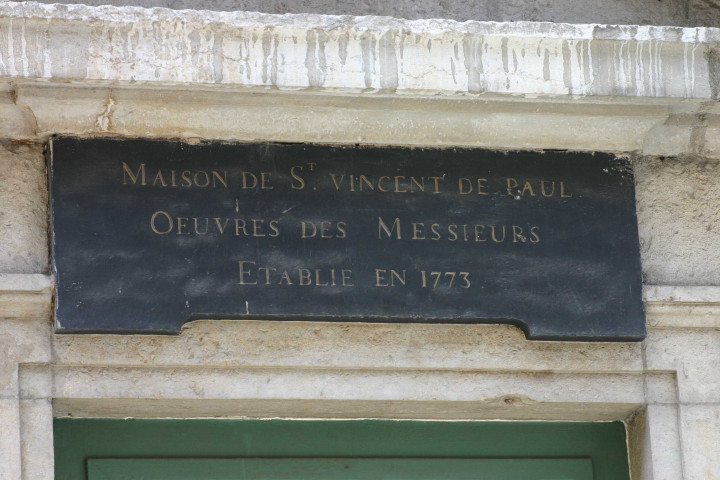 MAISON DE ST. VINCENT DE PAUL
OEUVRES DES MESSIEURS
ETABLIE EN 1773.